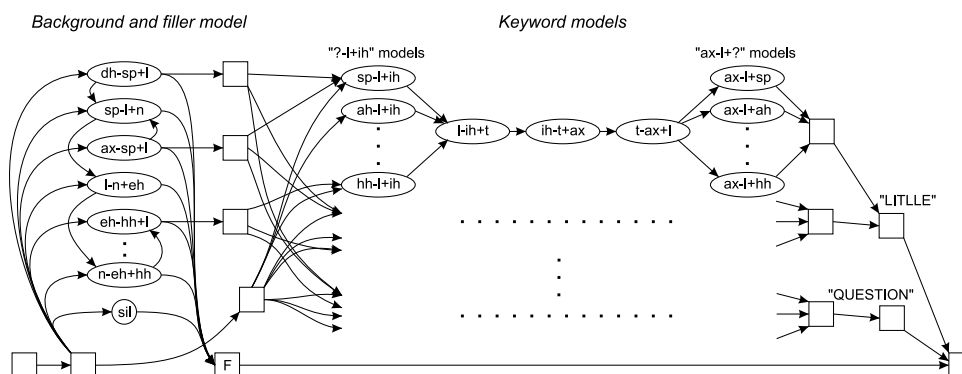 Background and filler model
Keyword models
"?-l+ih" models
"ax-l+?" models
dh-sp+l
sp-l+n
ax-sp+l
l-n+eh
eh-hh+l
n-eh+hh
sil
F
sp-l+ih
ah-l+ih
hh-l+ih
l-ih+t
ih-t+ax
t-ax+l
ax-l+sp
ax-l+ah
ax-l+hh
"LITLLE"
"QUESTION"